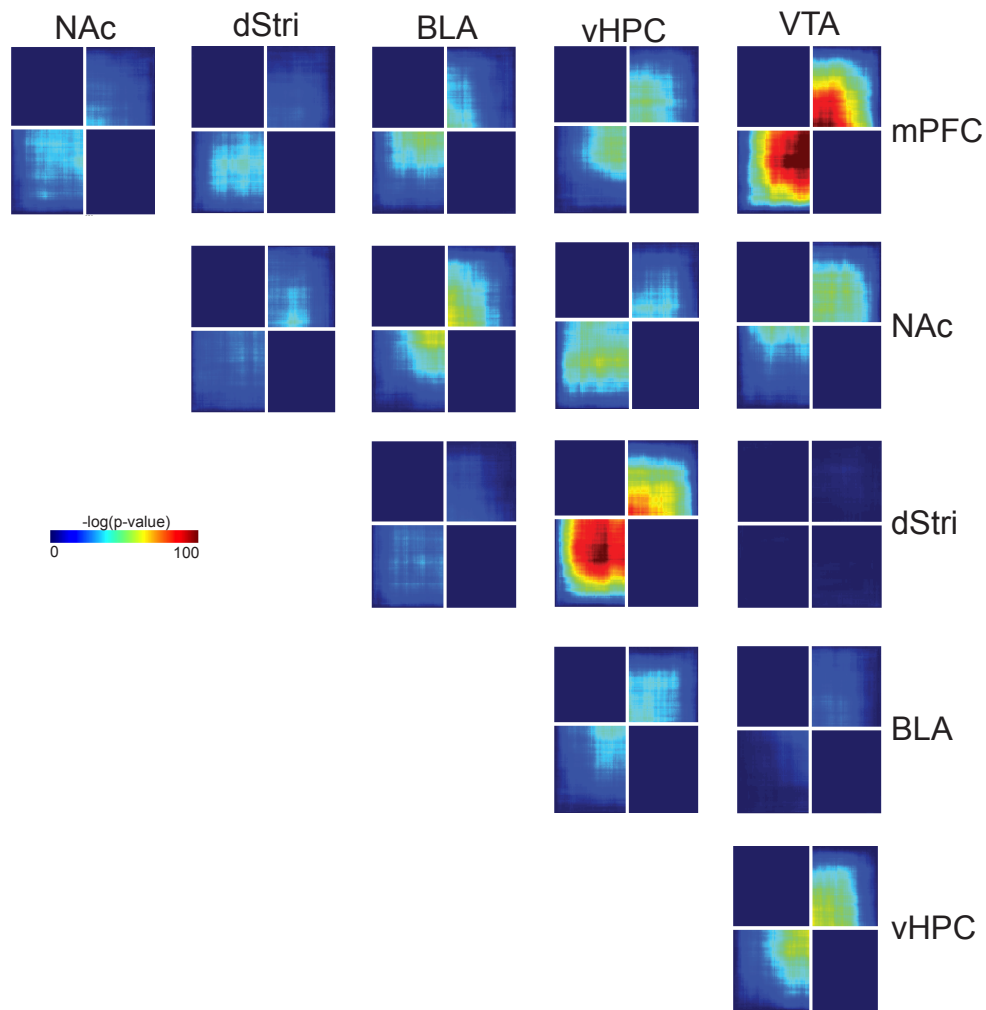 NAc dStri BLA vHPC VTA
mPFC
NAc
-log(p-value)
0 100
dStri
BLA
vHPC